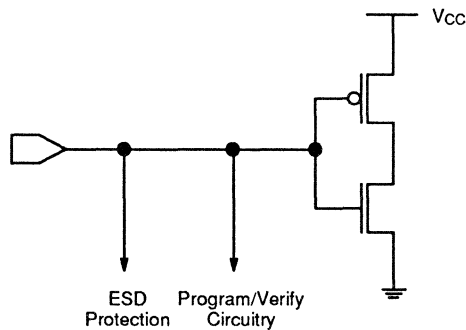 VCC
ESD
Protection
Program/Verify
Circuitry